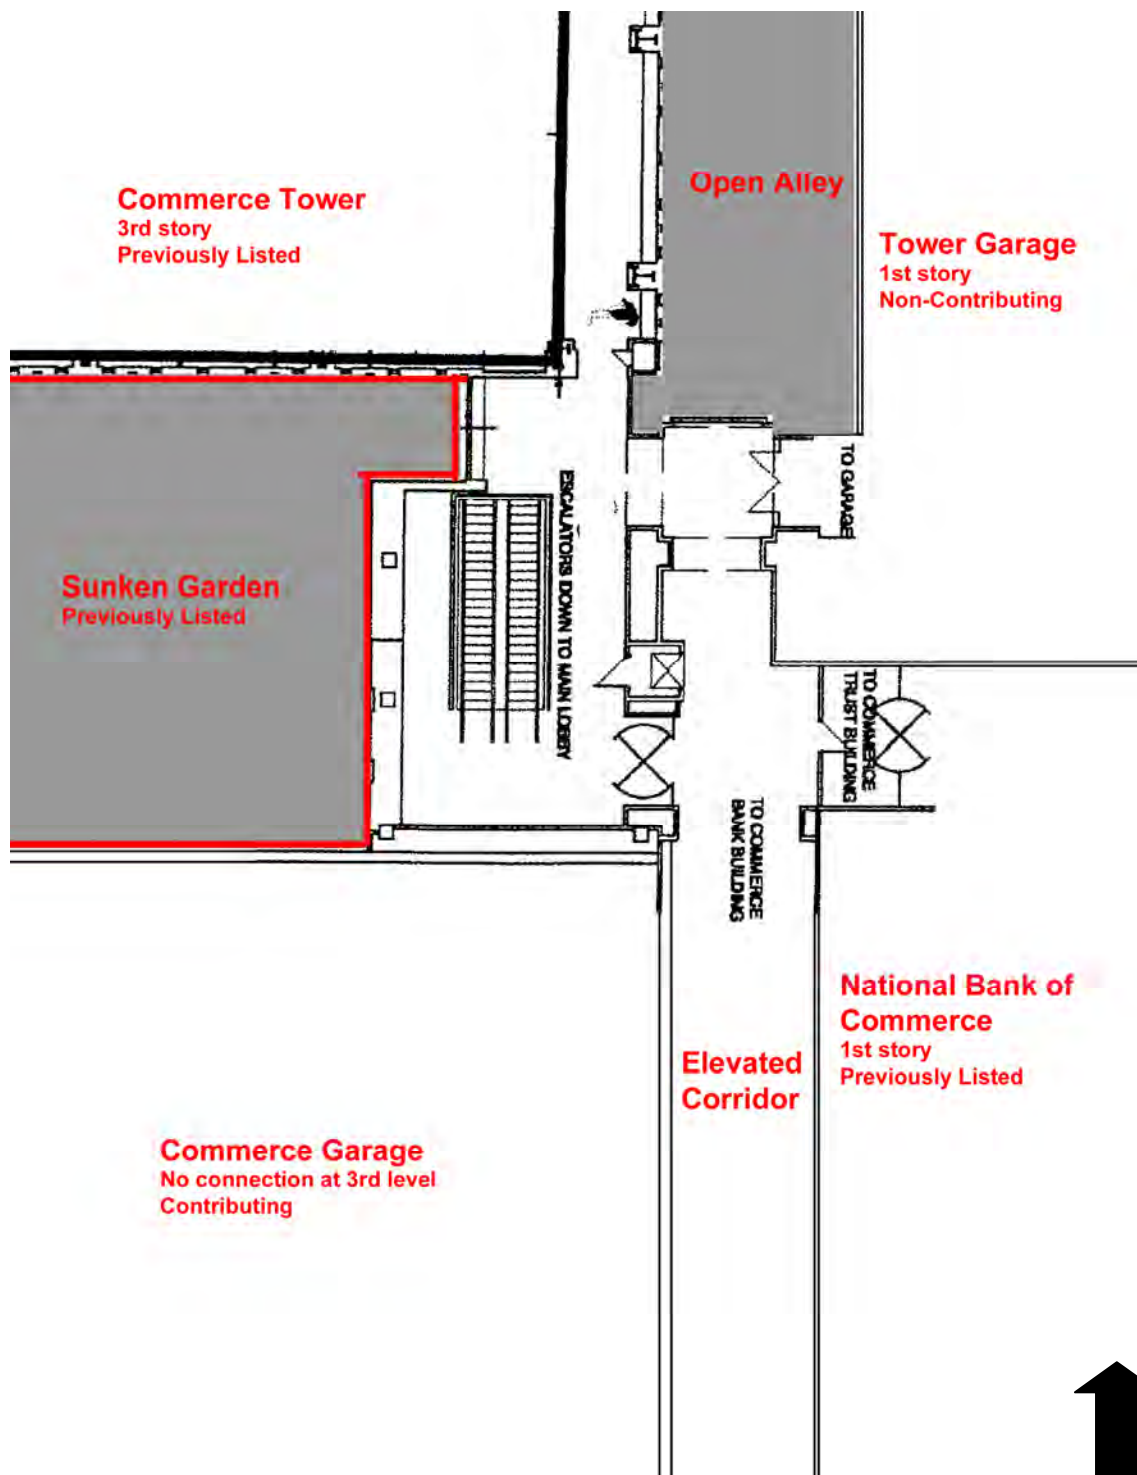 Commerce Tower
3rd story
Previously Listed
Open Alley
Tower Garage
1st story
Non-Contributing
TO GARAGE
ESCALATORS DOWN TO MAIN LOBBY
Sunken Garden
Previously Listed
TO COMMERCE
TRUST BUILDING
TO COMMERCE
BANK BUILDING
National Bank of
Commerce
1st story
Previously Listed
Elevated
Corridor
Commerce Garage
No connection at 3rd level
Contributing